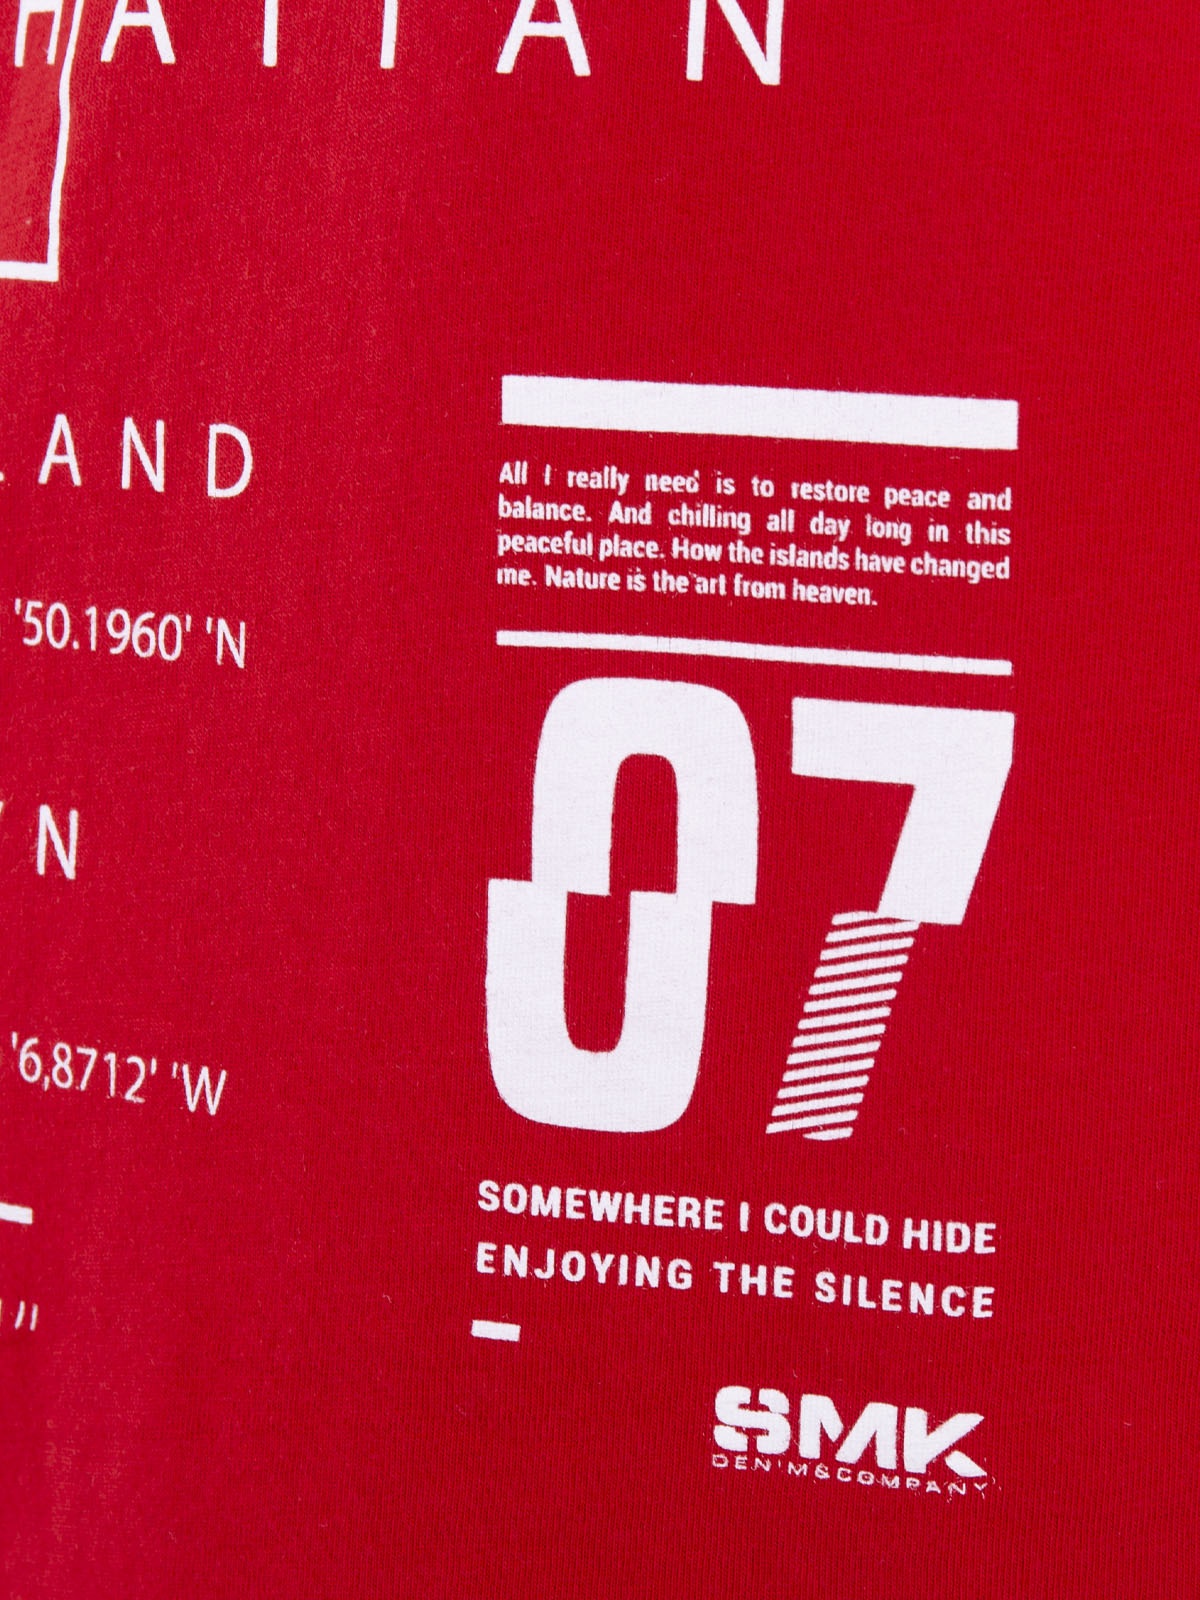 HATTAN
LAND
'50.1960' 'N
N
'6,8712' 'W
All I really need is to restore peace and
balance. And chilling all day long in this
peaceful place. How the islands have changed
me. Nature is the art from heaven.
07
SOMEWHERE I COULD HIDE
ENJOYING THE SILENCE
SMK
DENIM&COMPANY